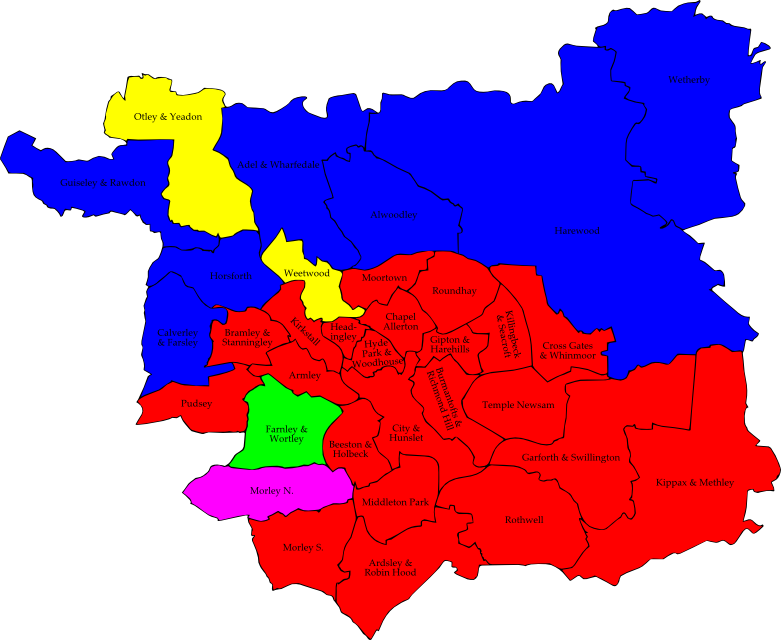 Wetherby
Otley & Yeadon
Adel & Wharfedale
Guiseley & Rawdon
Alwoodley
Harewood
Weetwood
Horsforth
Moortown
Roundhay
Killingbeck
& Seacroft
Chapel
Allerton
Kirkstall
Head-
ingley
Calverley
& Farsley
Bramley &
Stanningley
Hyde
Park &
Woodhouse
Gipton &
Harehills
Cross Gates
& Whinmoor
Armley
Burmantofts &
Richmond Hill
Pudsey
Temple Newsam
Farnley &
Wortley
City &
Hunslet
Beeston &
Holbeck
Garforth & Swillington
Kippax & Methley
Morley N.
Middleton Park
Rothwell
Morley S.
Ardsley &
Robin Hood